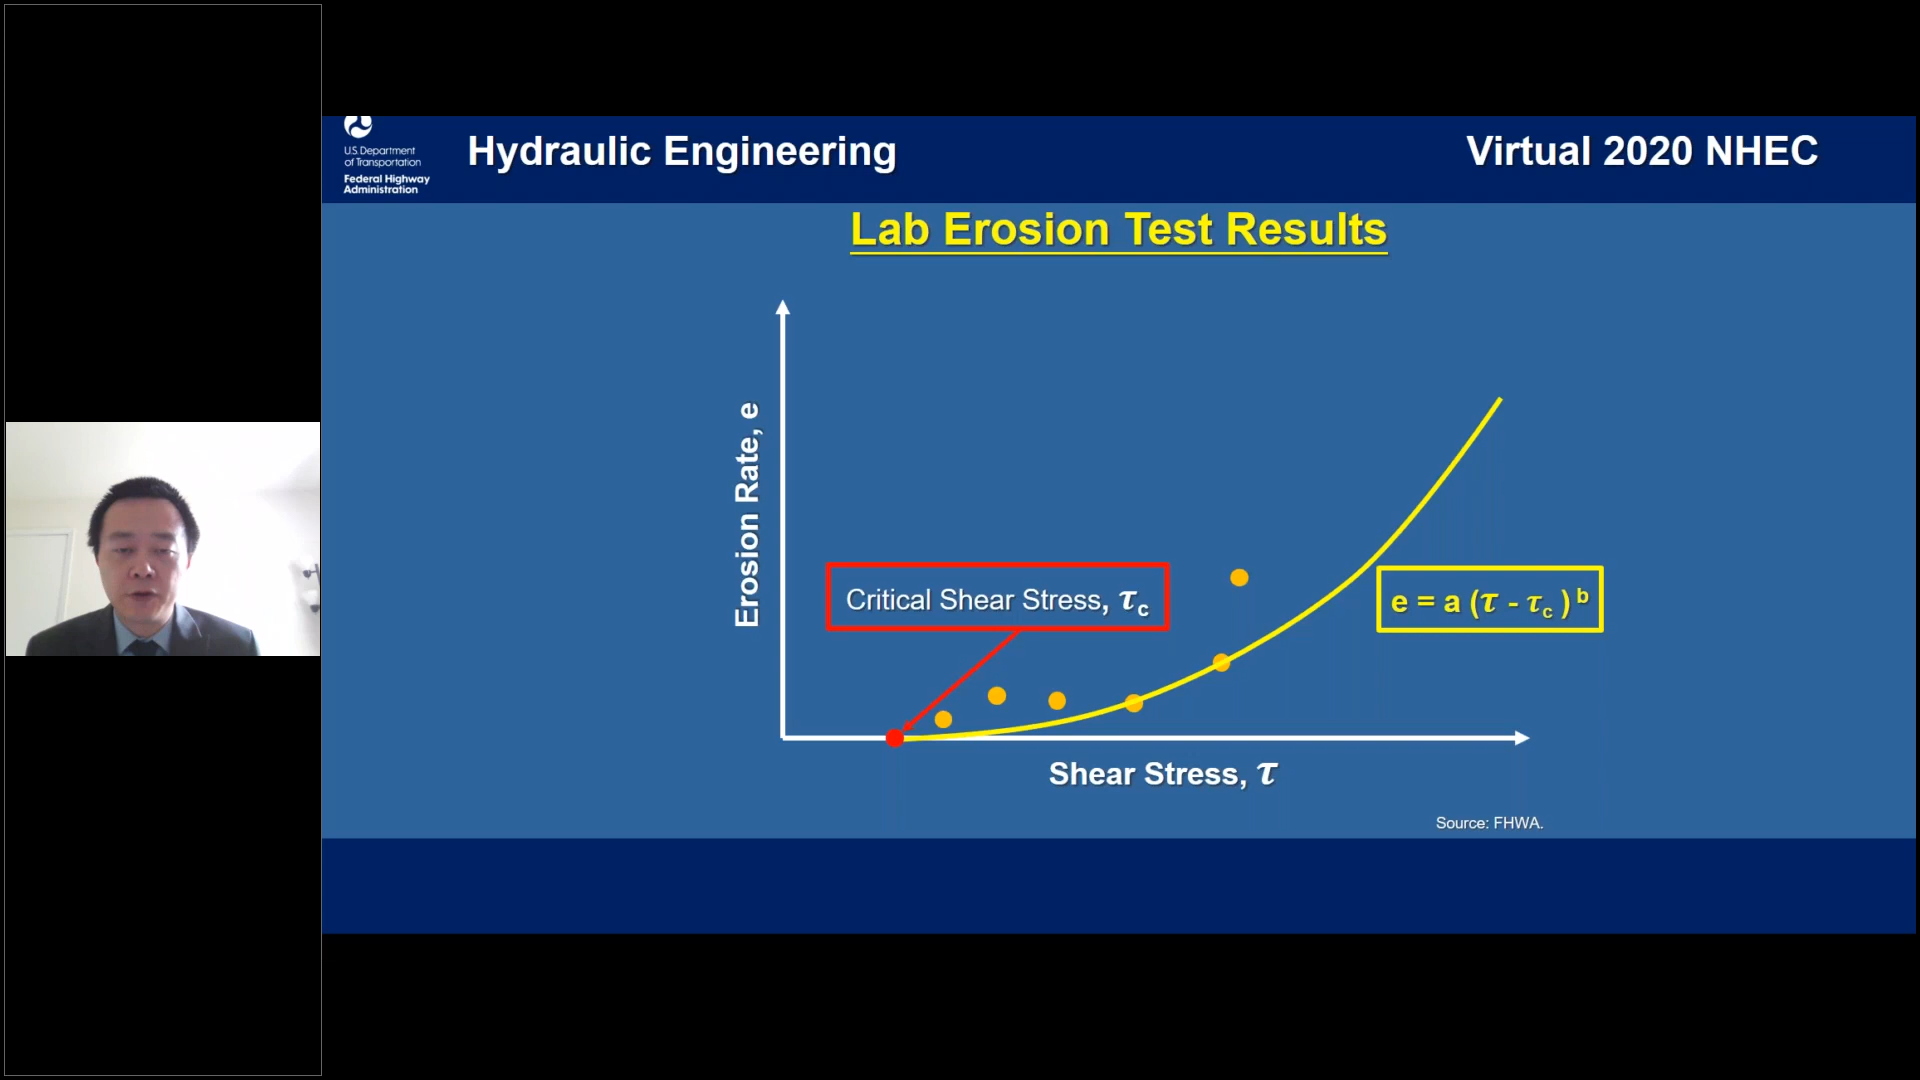 U.S. Department
of Transportation
Federal Highway
Administration
Hydraulic Engineering
Virtual 2020 NHEC
Lab Erosion Test Results
Erosion Rate, e
Critical Shear Stress, τc
e = a (τ - τc ) b
Shear Stress, τ
Source: FHWA.